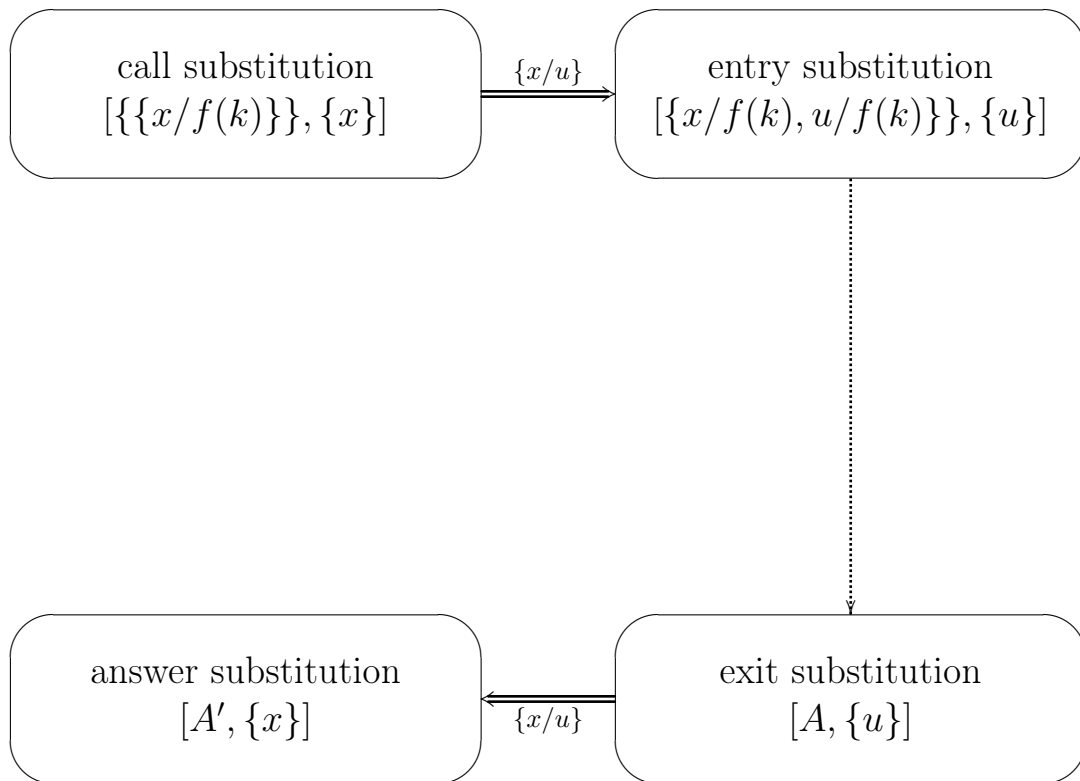 call substitution
[{{x/f(k)}}, {x}]
{x/u}
entry substitution
[{x/f(k), u/f(k)}}, {u}]
answer substitution
[A′, {x}]
{x/u}
exit substitution
[A, {u}]